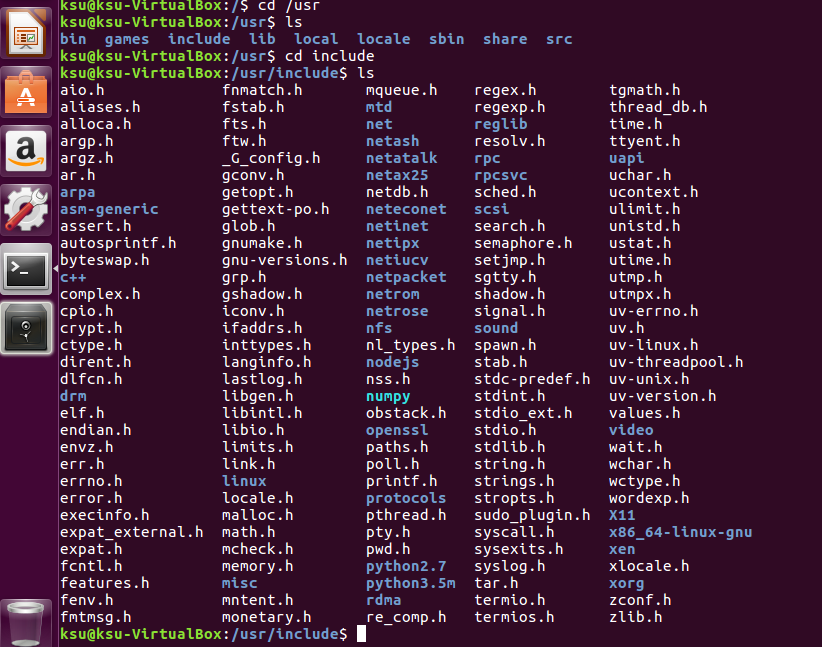 ksu@ksu-VirtualBox:/$ cd /usr
ksu@ksu-VirtualBox:/usr$ ls
bin games include lib local locale sbin share src
ksu@ksu-VirtualBox:/usr$ cd include
ksu@ksu-VirtualBox:/usr/include$ ls
aio.h fnmatch.h mqueue.h regex.h tgmath.h
aliases.h fstab.h mtd regexp.h thread_db.h
alloca.h fts.h net reglib time.h
argp.h ftw.h netash resolv.h ttyent.h
argz.h _G_config.h netatalk rpc uapi
ar.h gconv.h netax25 rpcsvc uchar.h
arpa getopt.h netdb.h sched.h ucontext.h
asm-generic gettext-po.h neteconet scsi ulimit.h
assert.h glob.h netinet search.h unistd.h
autosprintf.h gnumake.h netipx semaphore.h ustat.h
byteswap.h gnu-versions.h netiucv setjmp.h utime.h
c++ grp.h netpacket sgtty.h utmp.h
complex.h gshadow.h netrom shadow.h utmpx.h
cpio.h iconv.h netrose signal.h uv-errno.h
crypt.h ifaddrs.h nfs sound uv.h
ctype.h inttypes.h nl_types.h spawn.h uv-linux.h
dirent.h langinfo.h nodejs stab.h uv-threadpool.h
dlfcn.h lastlog.h nss.h stdc-predef.h uv-unix.h
drm libgen.h numpy stdint.h uv-version.h
elf.h libintl.h obstack.h stdio_ext.h values.h
endian.h libio.h openssl stdio.h video
envz.h limits.h paths.h stdlib.h wait.h
err.h link.h poll.h string.h wchar.h
errno.h linux printf.h strings.h wctype.h
error.h locale.h protocols stropts.h wordexp.h
execinfo.h malloc.h pthread.h sudo_plugin.h X11
expat_external.h math.h pty.h syscall.h x86_64-linux-gnu
expat.h mcheck.h pwd.h sysexits.h xen
fcntl.h memory.h python2.7 syslog.h xlocale.h
features.h misc python3.5m tar.h xorg
fenv.h mntent.h rdma termio.h zconf.h
fmtmsg.h monetary.h re_comp.h termios.h zlib.h
ksu@ksu-VirtualBox:/usr/include$